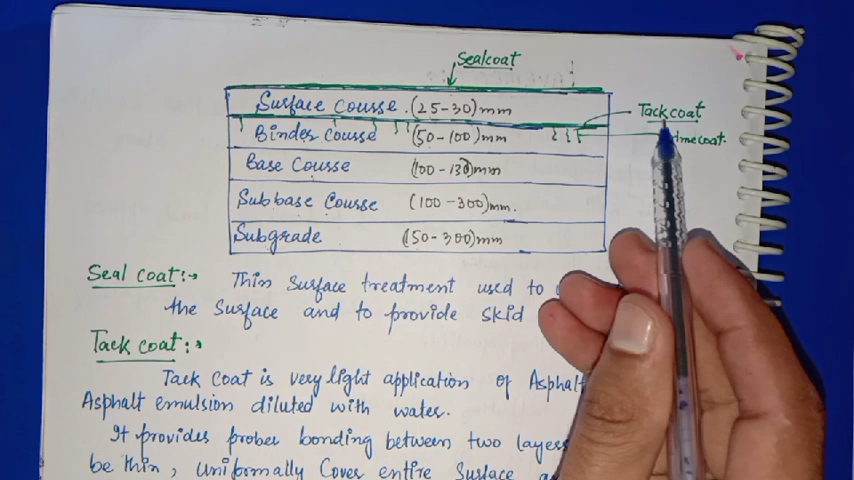 Sealcoat
Surface Course (25-30)mm
Tack coat
Binder Course (50-100)mm
imecoat.
Base Course (100-130)mm
Subbase Course (100-300)mm.
Subgrade (150-300)mm
Seal coat:→ Thin surface treatment used to
the surface and to provide skid
Tack coat:→
Tack coat is very light application of Asphalt
Asphalt emulsion diluted with water.
It provides prober bonding between two layers
be thin, uniformly Cover entire surface